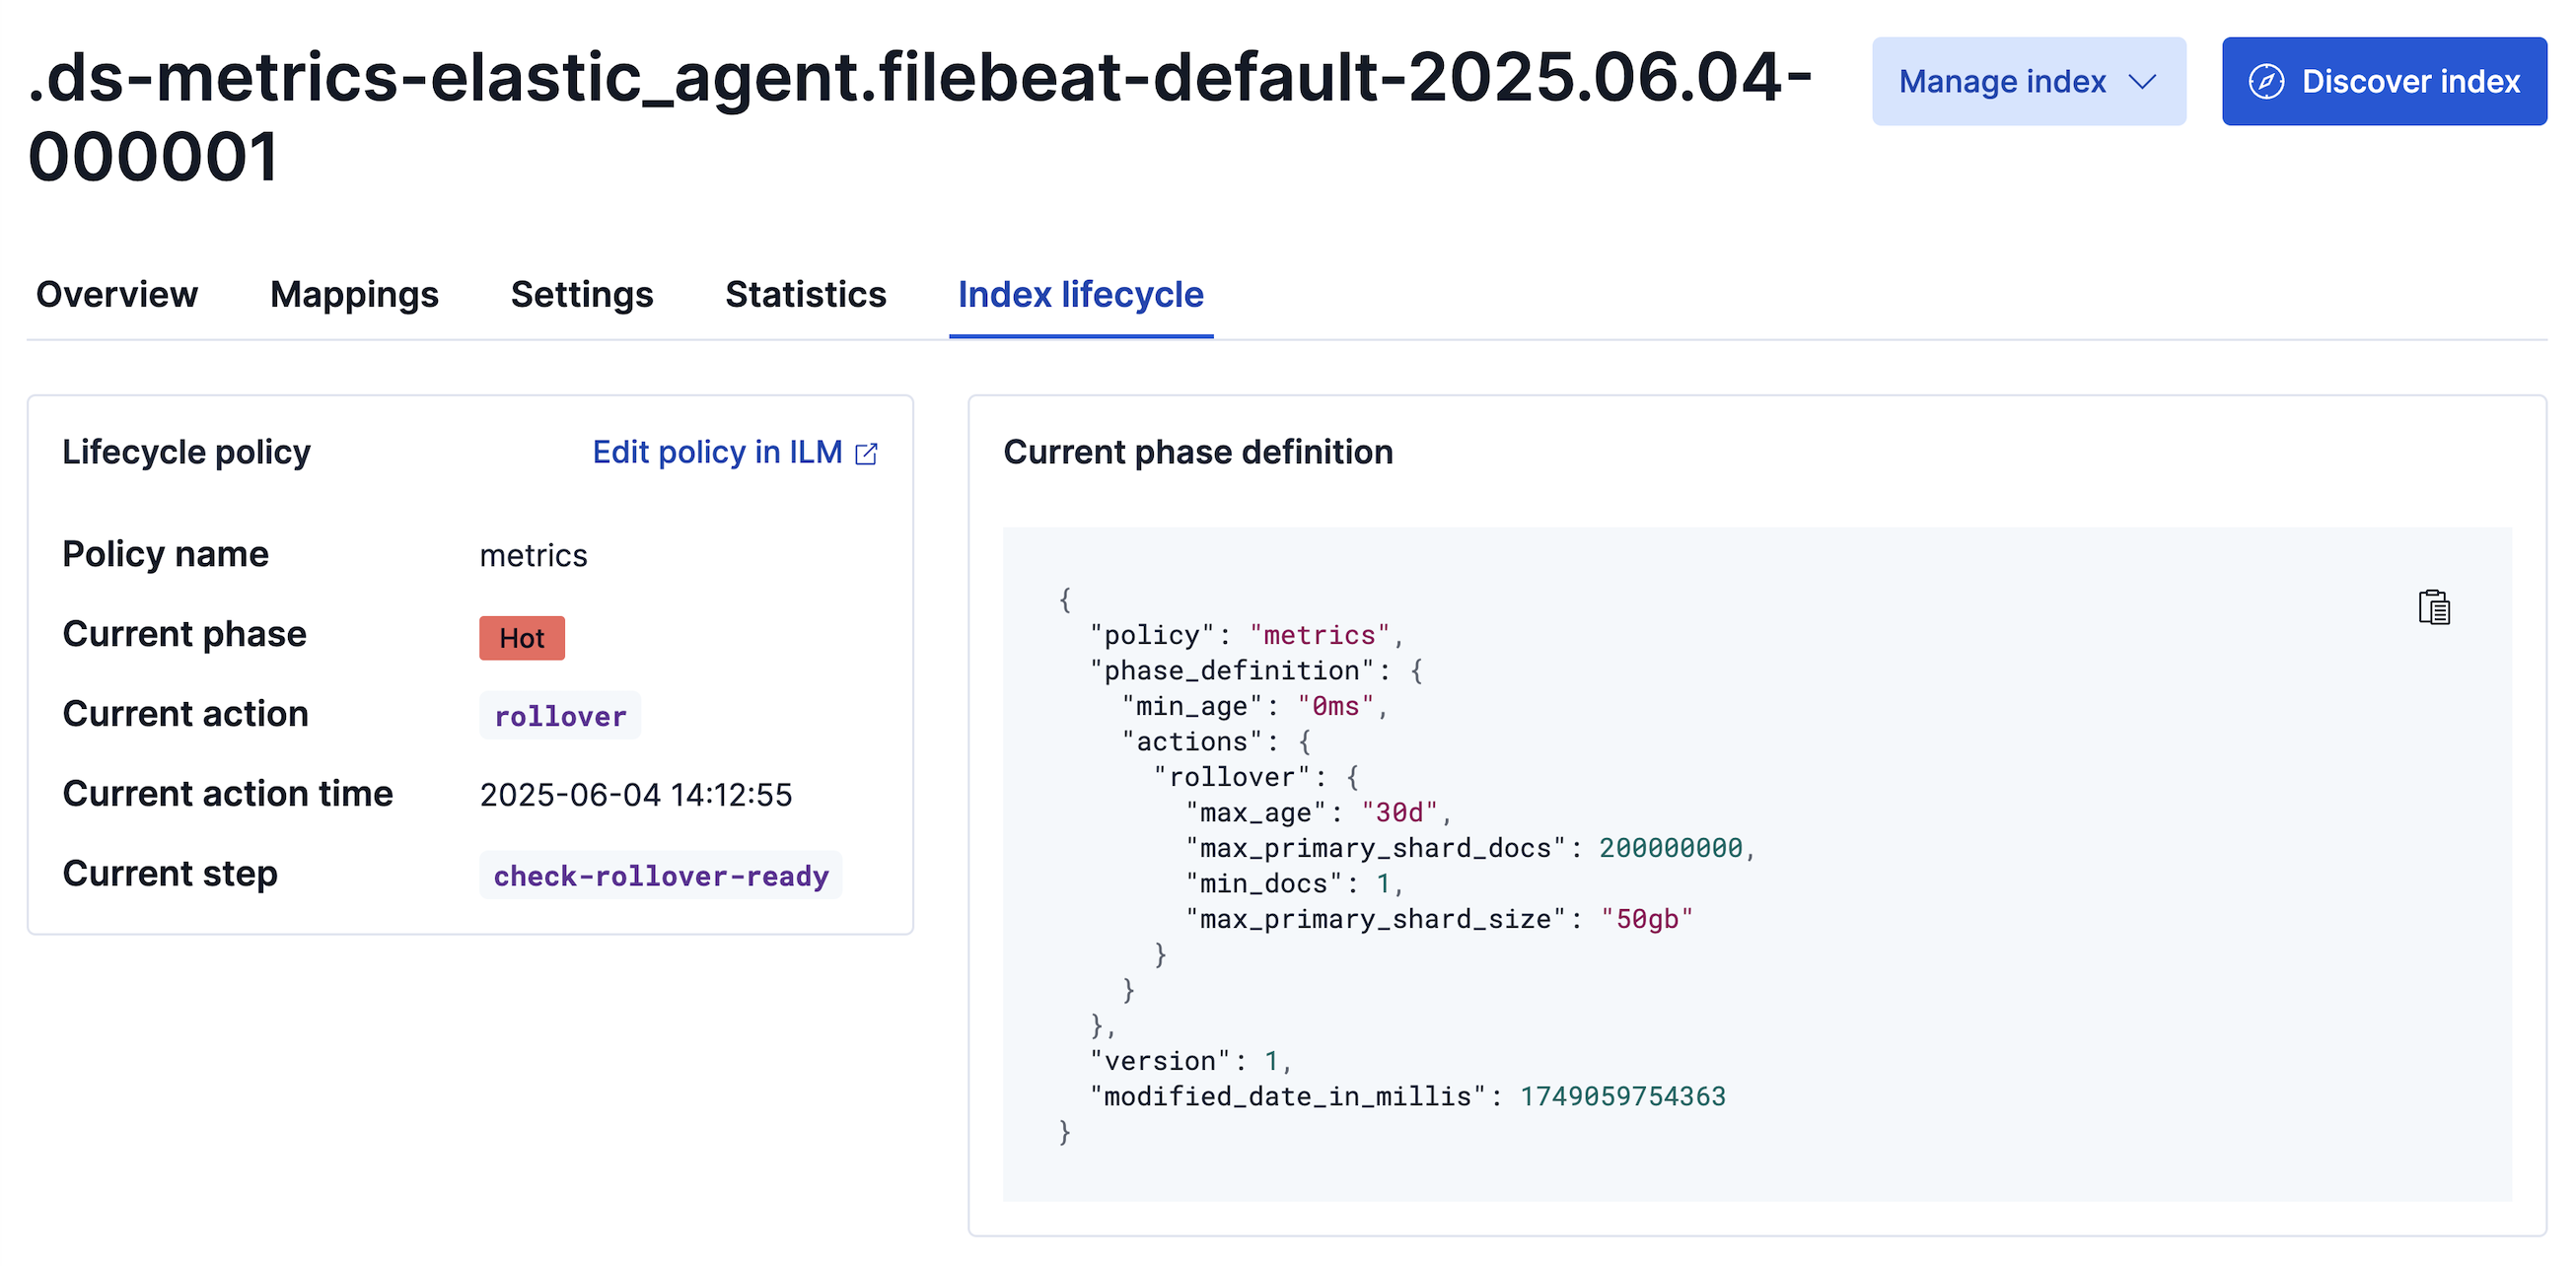 .ds-metrics-elastic_agent.filebeat-default-2025.06.04-
000001
Manage index
Discover index
Overview Mappings Settings Statistics Index lifecycle
Lifecycle policy Edit policy in ILM
Policy name metrics
Current phase Hot
Current action rollover
Current action time 2025-06-04 14:12:55
Current step check-rollover-ready
Current phase definition
{
  "policy": "metrics",
  "phase_definition": {
    "min_age": "0ms",
    "actions": {
      "rollover": {
        "max_age": "30d",
        "max_primary_shard_docs": 200000000,
        "min_docs": 1,
        "max_primary_shard_size": "50gb"
      }
    }
  },
  "version": 1,
  "modified_date_in_millis": 1749059754363
}